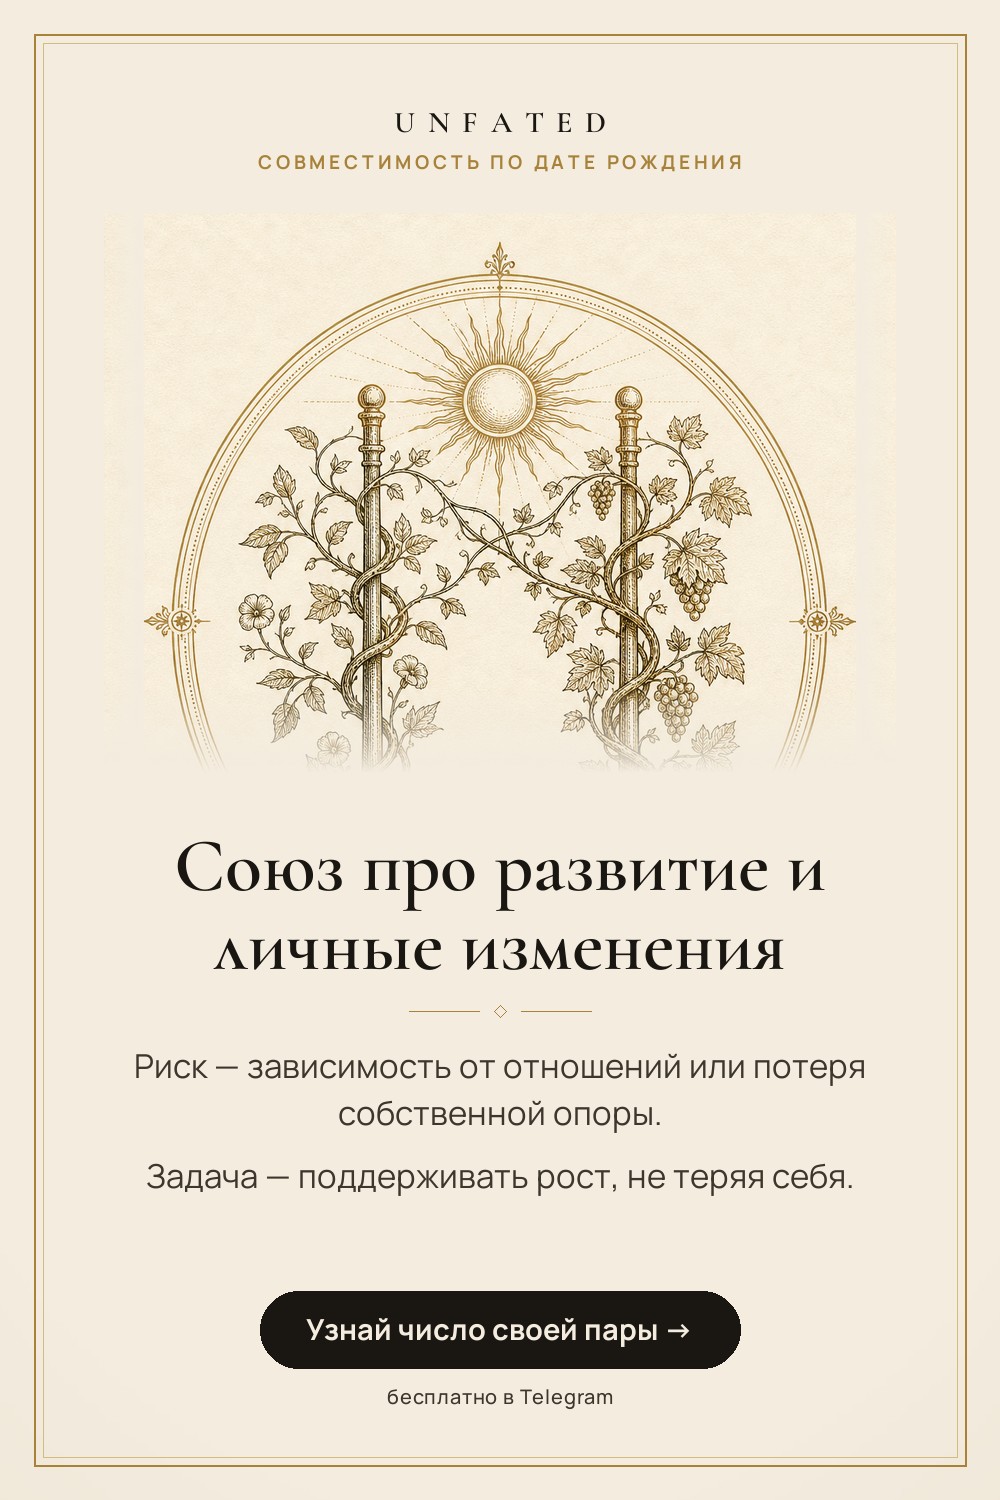 UNFATED
СОВМЕСТИМОСТЬ ПО ДАТЕ РОЖДЕНИЯ
Союз про развитие и
личные изменения
Риск — зависимость от отношений или потеря
собственной опоры.
Задача — поддерживать рост, не теряя себя.
Узнай число своей пары →
бесплатно в Telegram